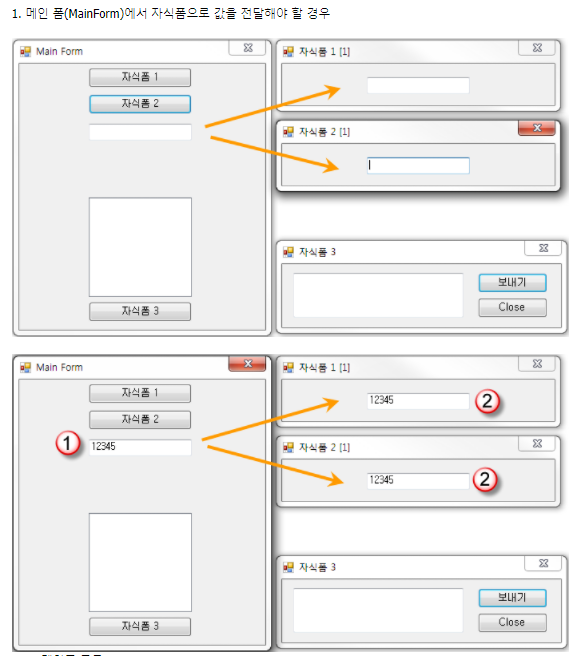 1. 메인 폼(MainForm)에서 자식폼으로 값을 전달해야 할 경우
Main Form
자식폼 1
자식폼 2
자식폼 3
자식폼 1 [1]
자식폼 2 [1]
자식폼 3
보내기
Close
Main Form
자식폼 1
자식폼 2
1
12345
자식폼 3
자식폼 1 [1]
12345
2
자식폼 2 [1]
12345
2
자식폼 3
보내기
Close